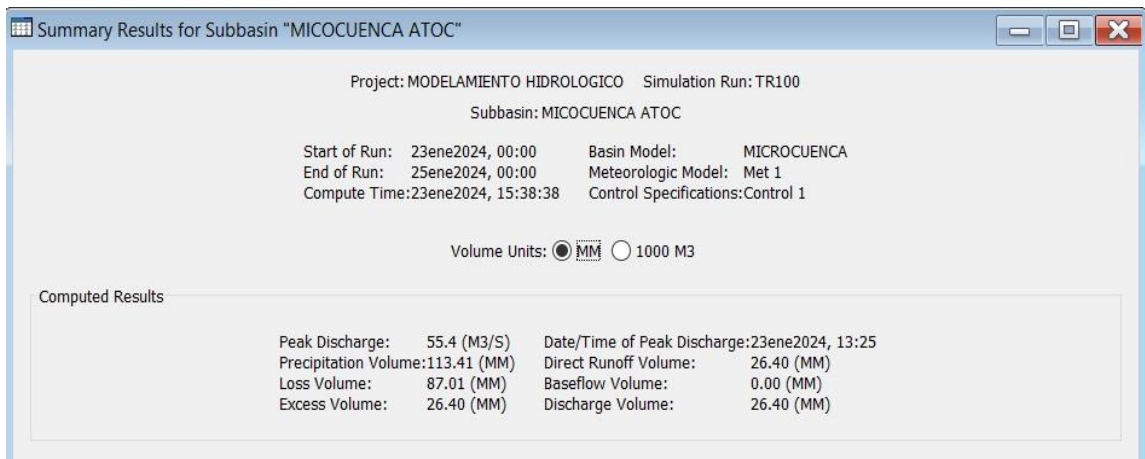 Summary Results for Subbasin "MICOCUENCA ATOC"
Project: MODELAMIENTO HIDROLOGICO Simulation Run: TR100
Subbasin: MICOCUENCA ATOC
Start of Run: 23ene2024, 00:00 Basin Model: MICROCUENCA
End of Run: 25ene2024, 00:00 Meteorologic Model: Met 1
Compute Time:23ene2024, 15:38:38 Control Specifications:Control 1
Volume Units: MM 1000 M3
Computed Results
Peak Discharge: 55.4 (M3/S) Date/Time of Peak Discharge:23ene2024, 13:25
Precipitation Volume:113.41 (MM) Direct Runoff Volume: 26.40 (MM)
Loss Volume: 87.01 (MM) Baseflow Volume: 0.00 (MM)
Excess Volume: 26.40 (MM) Discharge Volume: 26.40 (MM)